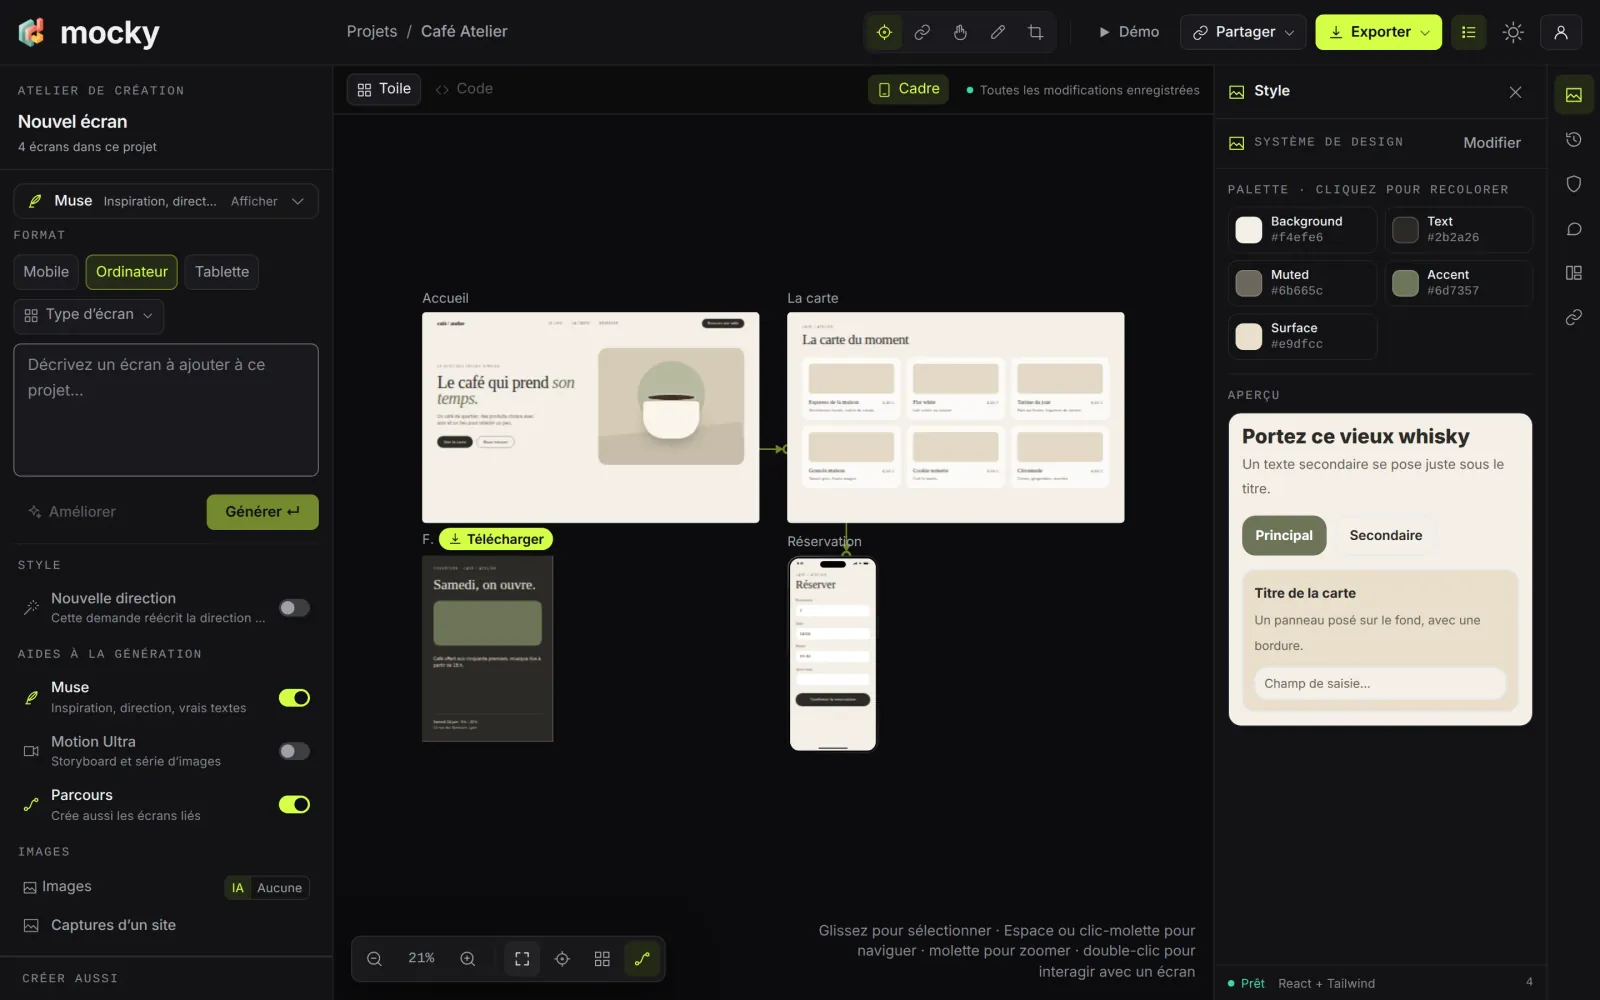 mocky
Projets / Café Atelier
Démo
Partager
Exporter
ATELIER DE CRÉATION
Nouvel écran
4 écrans dans ce projet
Muse Inspiration, direct... Afficher
FORMAT
Mobile
Ordinateur
Tablette
Type d’écran
Décrivez un écran à ajouter à ce
projet...
Améliorer
Générer ↵
STYLE
Nouvelle direction
Cette demande réécrit la direction ...
AIDES À LA GÉNÉRATION
Muse
Inspiration, direction, vrais textes
Motion Ultra
Storyboard et série d’images
Parcours
Crée aussi les écrans liés
IMAGES
Images
IA Aucune
Captures d’un site
CRÉER AUSSI
Toile
Code
Cadre
Toutes les modifications enregistrées
Accueil
Le café qui prend son
temps.
La carte
La carte du moment
F.
Télécharger
Samedi, on ouvre.
Réservation
Réserver
21%
Glissez pour sélectionner · Espace ou clic-molette pour
naviguer · molette pour zoomer · double-clic pour
interagir avec un écran
Style
SYSTÈME DE DESIGN
Modifier
PALETTE · CLIQUEZ POUR RECOLORER
Background
#f4efe6
Text
#2b2a26
Muted
#6b665c
Accent
#6d7357
Surface
#e9dfcc
APERÇU
Portez ce vieux whisky
Un texte secondaire se pose juste sous le
titre.
Principal
Secondaire
Titre de la carte
Un panneau posé sur le fond, avec une
bordure.
Champ de saisie...
Prêt
React + Tailwind
4